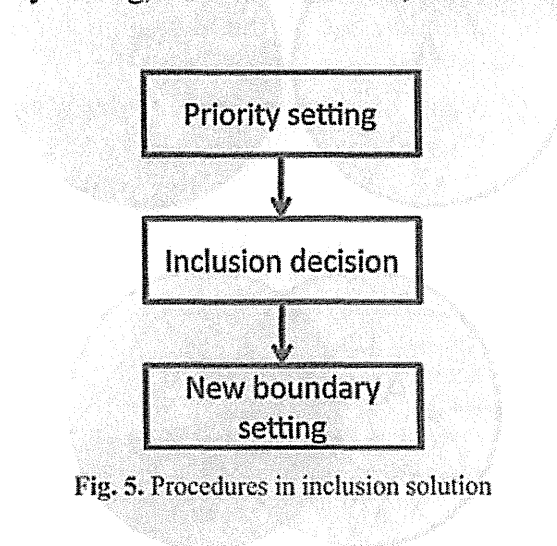 Priority setting
Inclusion decision
New boundary
setting
Fig. 5. Procedures in inclusion solution